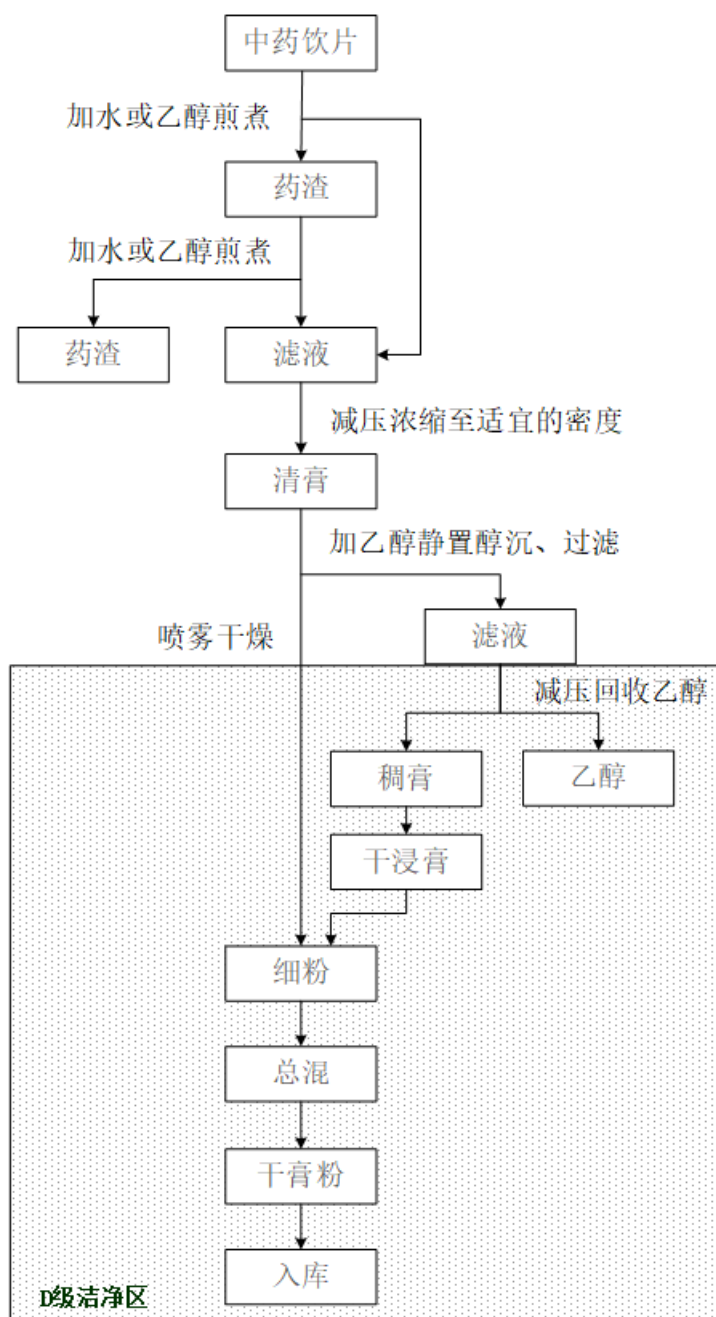 中药饮片
加水或乙醇煎煮
药渣
加水或乙醇煎煮
药渣
滤液
减压浓缩至适宜的密度
清膏
加乙醇静置醇沉、过滤
喷雾干燥
滤液
减压回收乙醇
稠膏
乙醇
干浸膏
细粉
总混
干膏粉
入库
D级洁净区